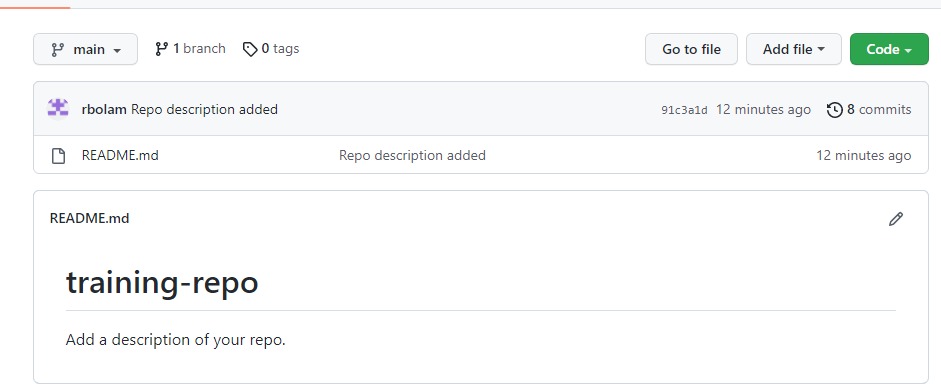 main 1 branch 0 tags Go to file Add file Code
rbolam Repo description added 91c3a1d 12 minutes ago 8 commits
README.md Repo description added 12 minutes ago
README.md
training-repo
Add a description of your repo.